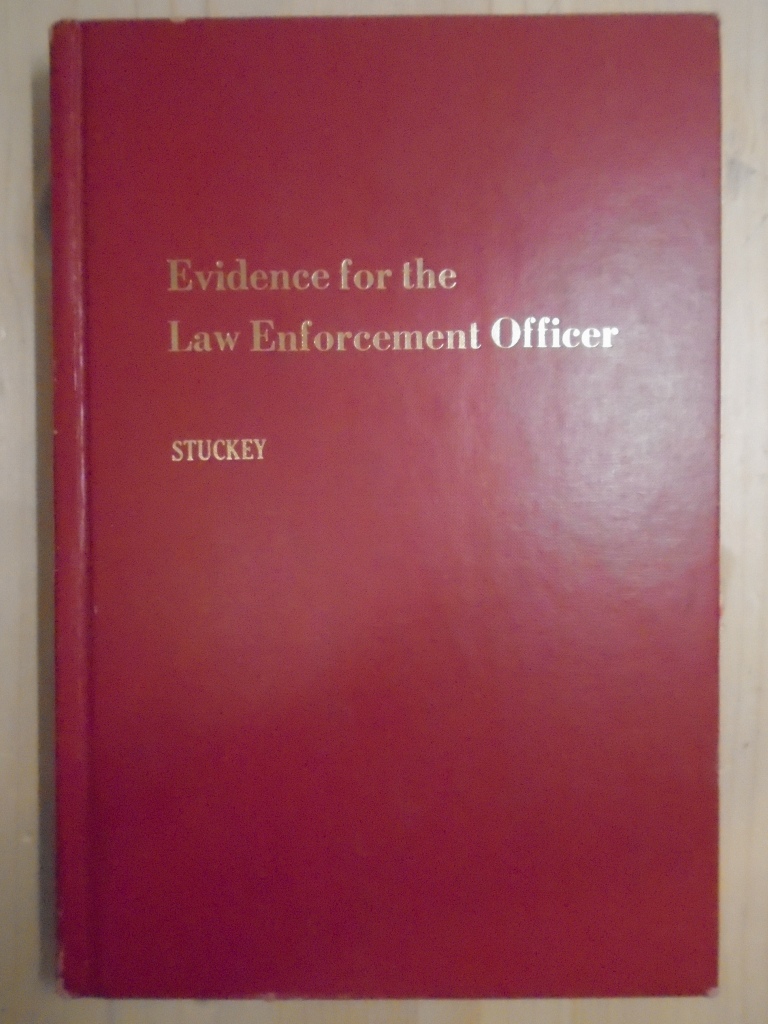 Evidence for the
Law Enforcement Officer
STUCKEY